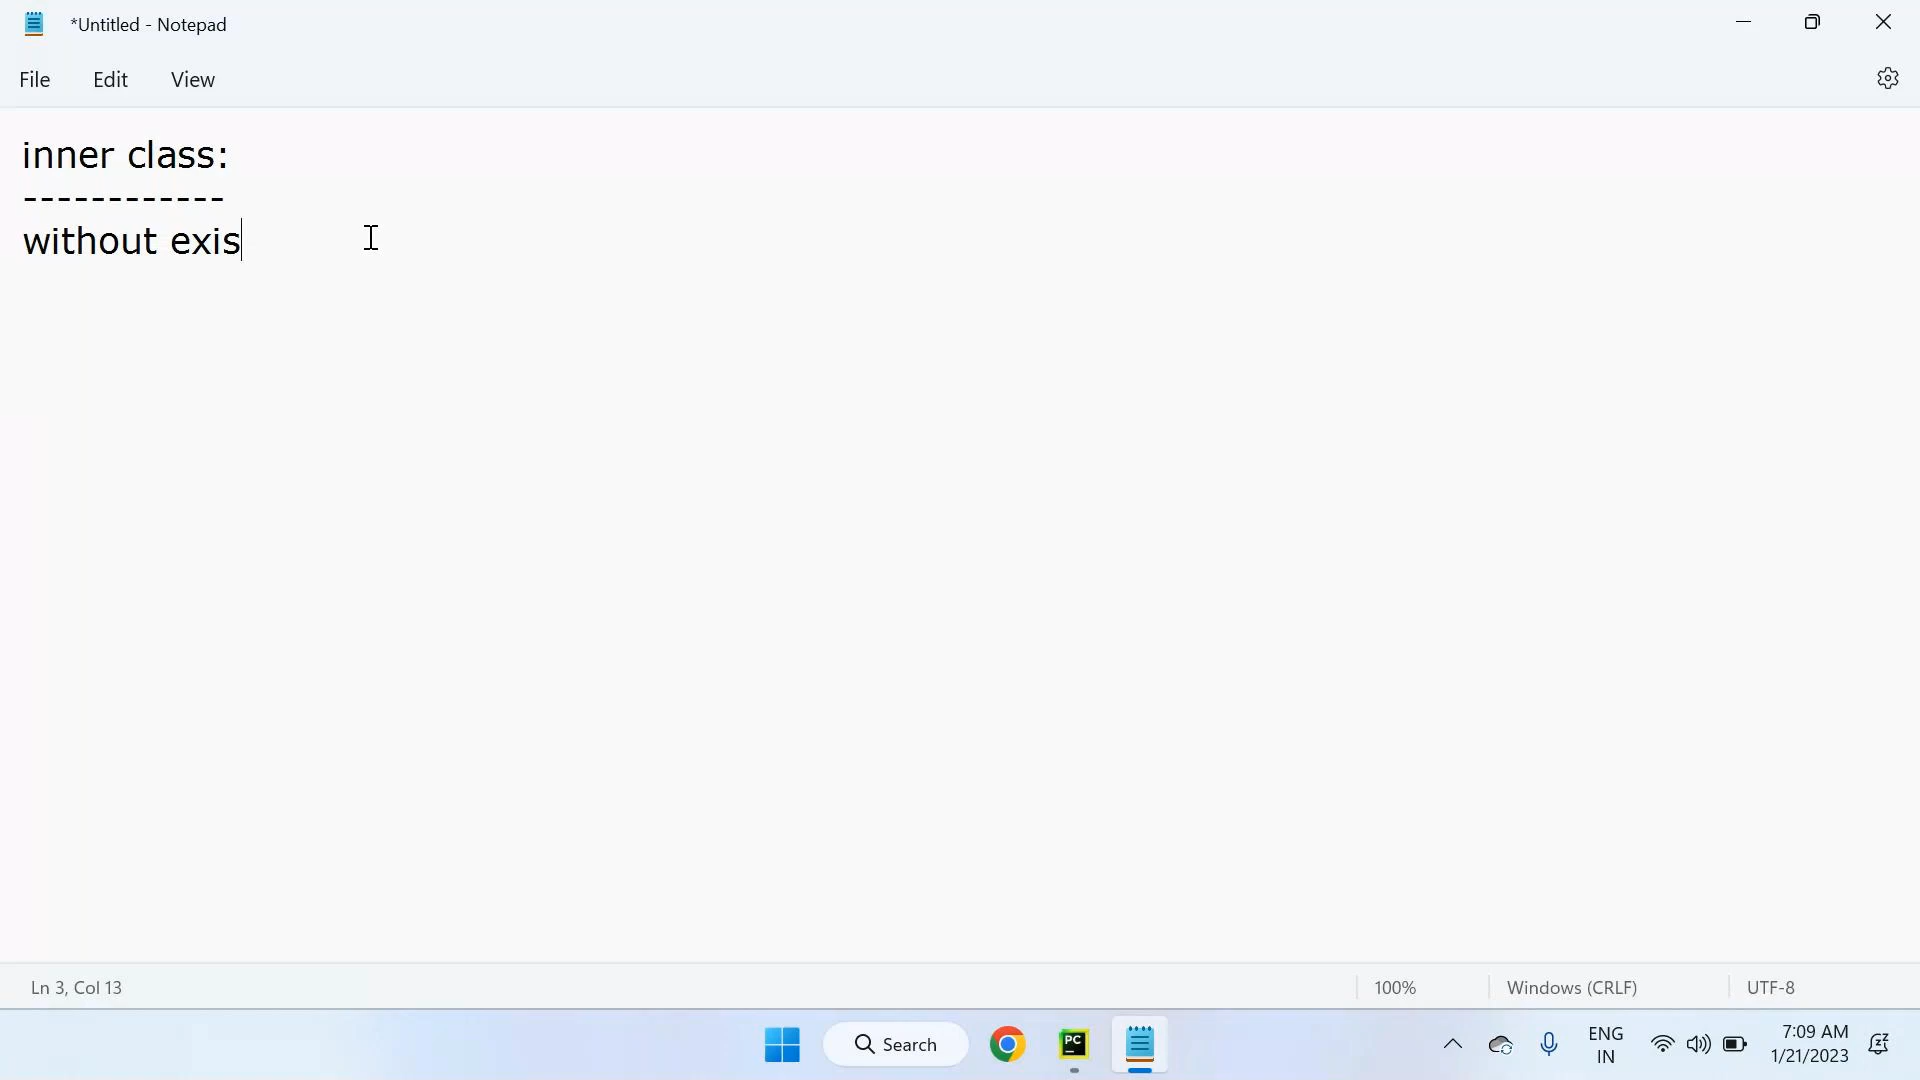 *Untitled - Notepad
File Edit View
inner class:
------------
without exis
Ln 3, Col 13 100% Windows (CRLF) UTF-8
Search PC ENG 7:09 AM
IN 1/21/2023